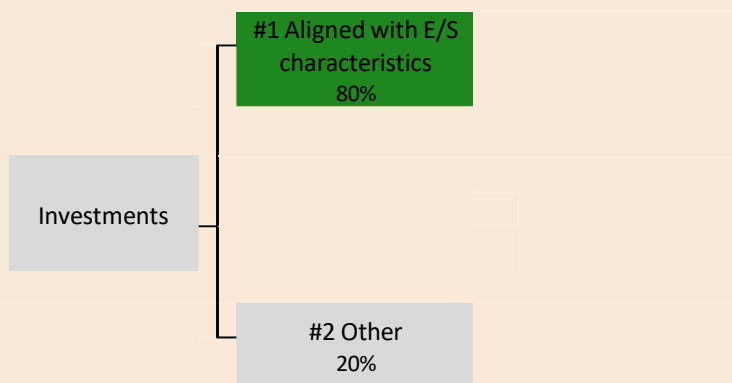 #1 Aligned with E/S
characteristics
80%
Investments
#2 Other
20%